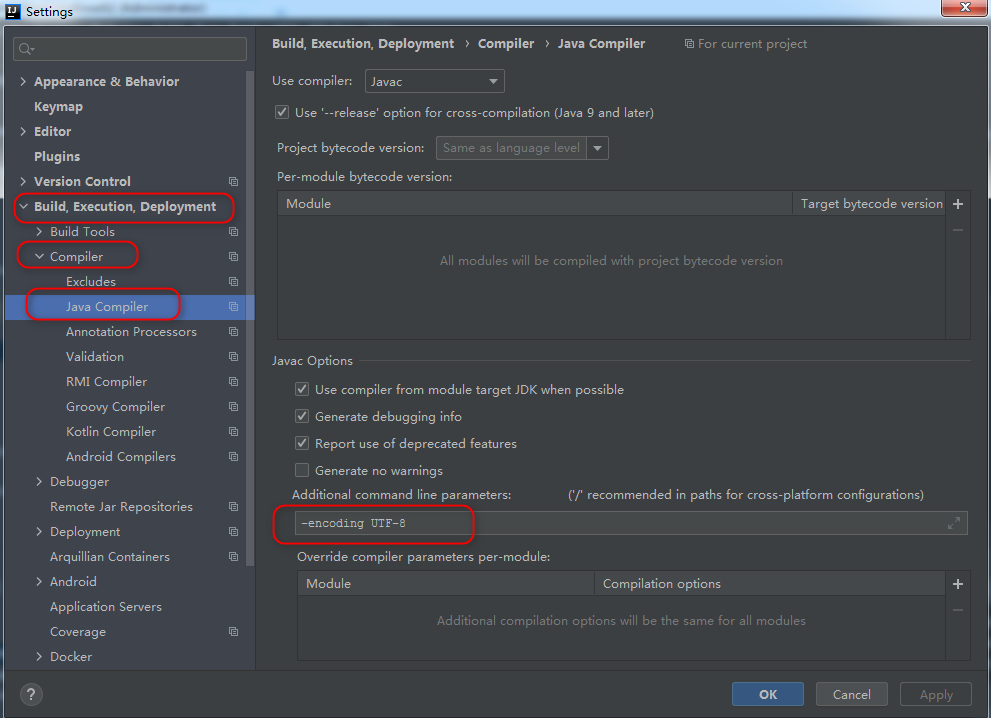 IJ Settings
Appearance & Behavior
Keymap
Editor
Plugins
Version Control
Build, Execution, Deployment
Build Tools
Compiler
Excludes
Java Compiler
Annotation Processors
Validation
RMI Compiler
Groovy Compiler
Kotlin Compiler
Android Compilers
Debugger
Remote Jar Repositories
Deployment
Arquillian Containers
Android
Application Servers
Coverage
Docker
Build, Execution, Deployment › Compiler › Java Compiler For current project
Use compiler: Javac
Use '--release' option for cross-compilation (Java 9 and later)
Project bytecode version: Same as language level
Per-module bytecode version:
Module Target bytecode version
All modules will be compiled with project bytecode version
Javac Options
Use compiler from module target JDK when possible
Generate debugging info
Report use of deprecated features
Generate no warnings
Additional command line parameters: ('/' recommended in paths for cross-platform configurations)
-encoding UTF-8
Override compiler parameters per-module:
Module Compilation options
Additional compilation options will be the same for all modules
? OK Cancel Apply